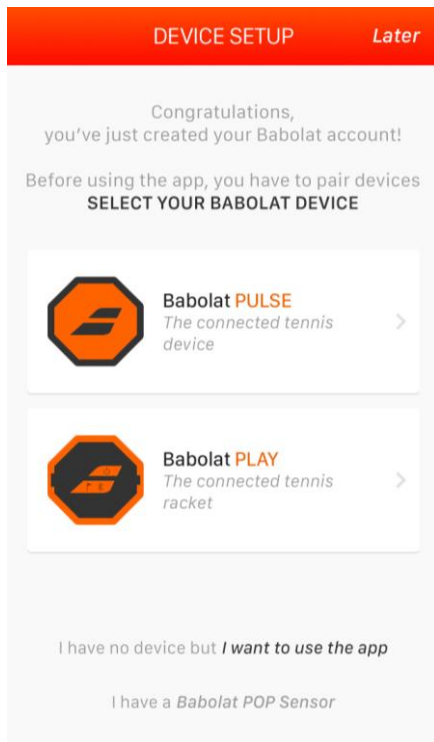 DEVICE SETUP Later
Congratulations,
you've just created your Babolat account!
Before using the app, you have to pair devices
SELECT YOUR BABOLAT DEVICE
Babolat PULSE
The connected tennis
device
Babolat PLAY
The connected tennis
racket
I have no device but I want to use the app
I have a Babolat POP Sensor